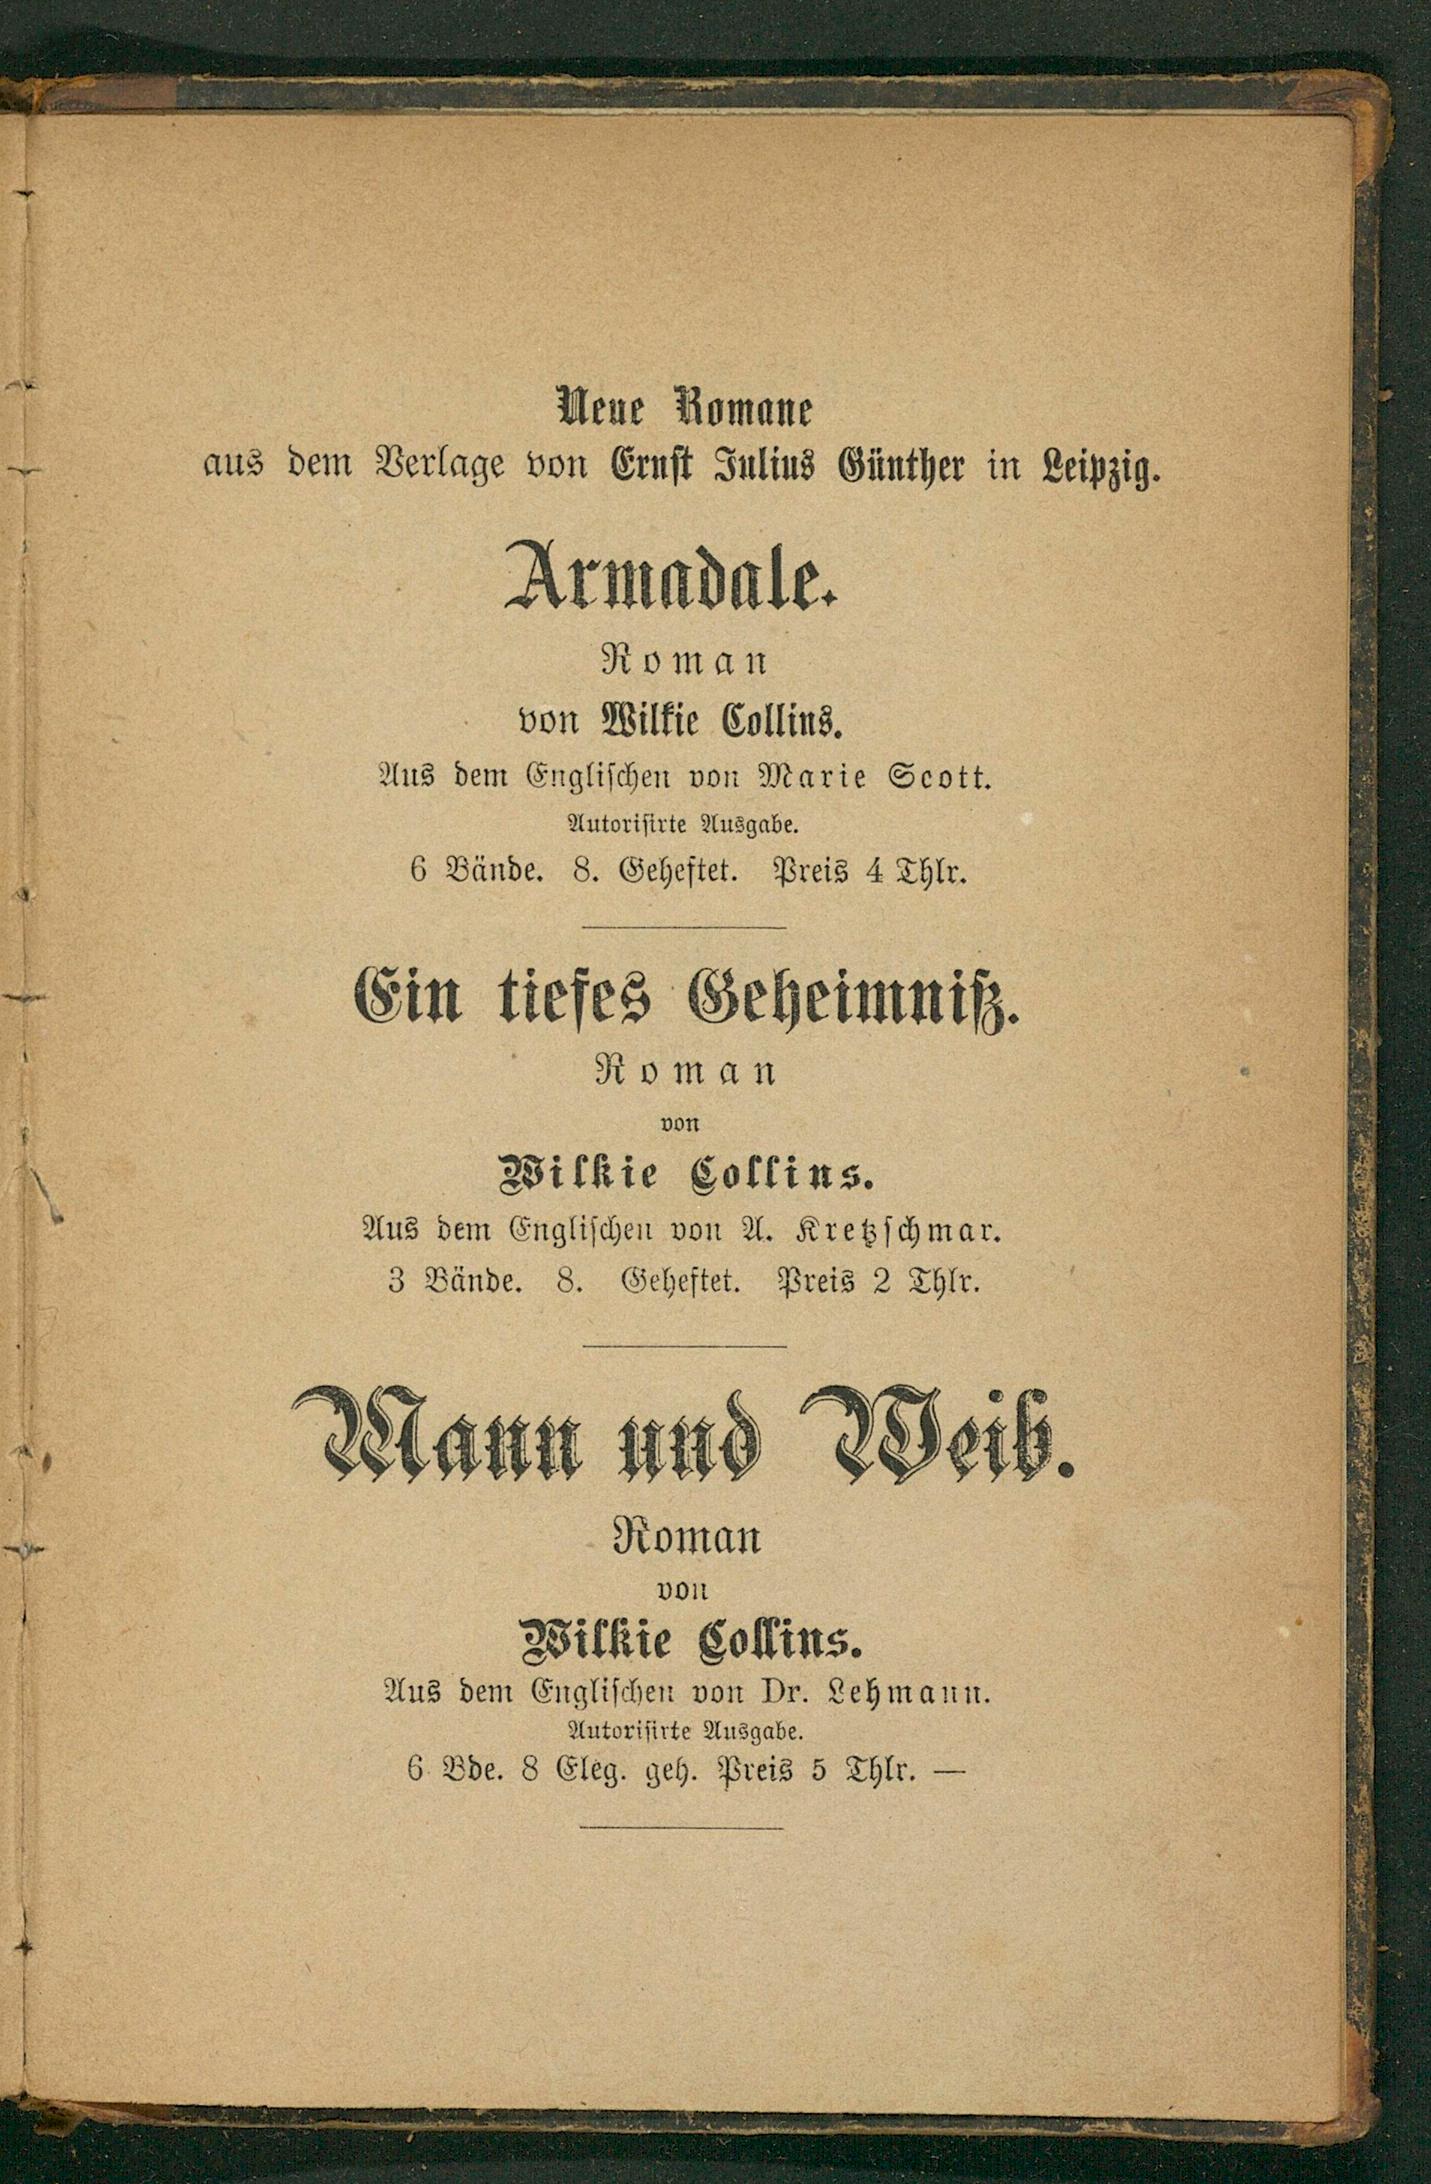 Neue Romane
aus dem Verlage von Ernst Julius Günther in Leipzig.
Armadale.
Roman
von Wilkie Collins.
Aus dem Englischen von Marie Scott.
Autorisirte Ausgabe.
6 Bände. 8. Geheftet. Preis 4 Thlr.
Ein tiefes Geheimniß.
Roman
von
Wilkie Collins.
Aus dem Englischen von A. Kretzschmar.
3 Bände. 8. Geheftet. Preis 2 Thlr.
Mann und Weib.
Roman
von
Wilkie Collins.
Aus dem Englischen von Dr. Lehmann.
Autorisirte Ausgabe.
6 Bde. 8 Eleg. geh. Preis 5 Thlr. —